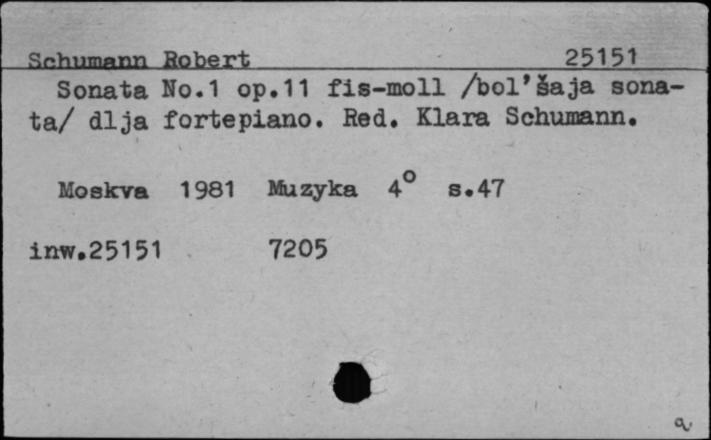 Schumann Robert 25151
Sonata No.1 op.11 fis-moll /bol'šaja sona-
ta/ dlja fortepiano. Red. Klara Schumann.
Moskva 1981 Muzyka 4° s.47
inw.25151 7205
a